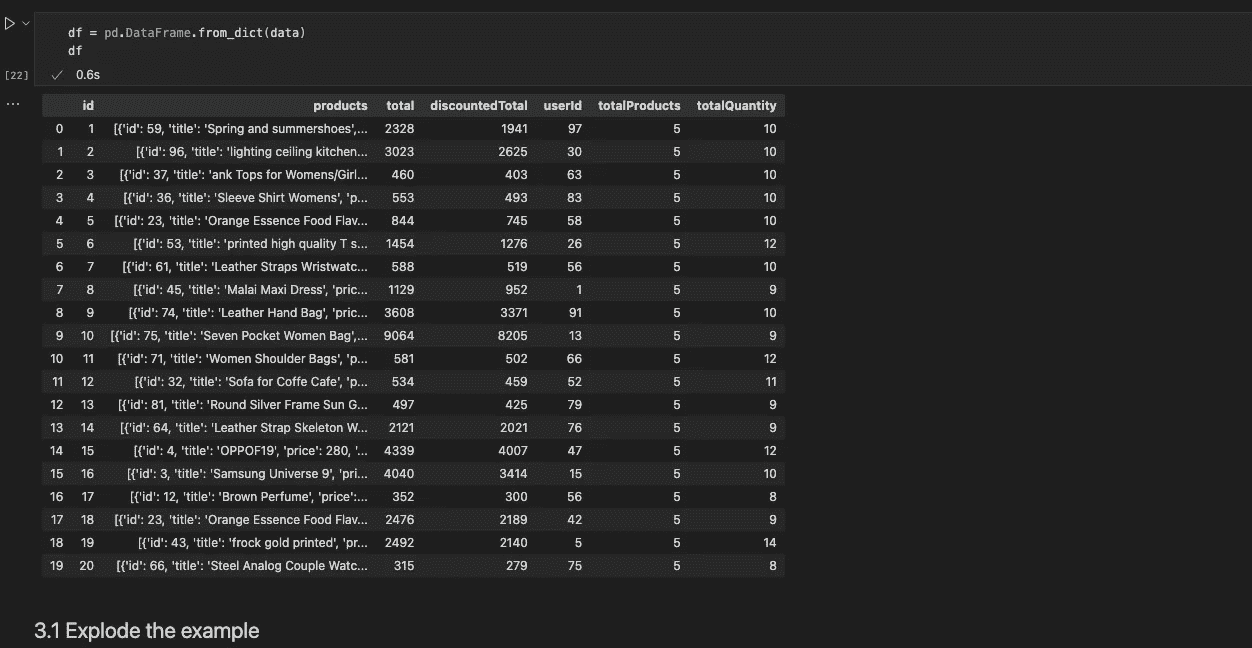 df = pd.DataFrame.from_dict(data)
df
[22] 0.6s
id products total discountedTotal userId totalProducts totalQuantity
0 1 [{'id': 59, 'title': 'Spring and summershoes',... 2328 1941 97 5 10
1 2 [{'id': 96, 'title': 'lighting ceiling kitchen... 3023 2625 30 5 10
2 3 [{'id': 37, 'title': 'ank Tops for Womens/Girl... 460 403 63 5 10
3 4 [{'id': 36, 'title': 'Sleeve Shirt Womens', 'p... 553 493 83 5 10
4 5 [{'id': 23, 'title': 'Orange Essence Food Flav... 844 745 58 5 10
5 6 [{'id': 53, 'title': 'printed high quality T s... 1454 1276 26 5 12
6 7 [{'id': 61, 'title': 'Leather Straps Wristwatc... 588 519 56 5 10
7 8 [{'id': 45, 'title': 'Malai Maxi Dress', 'pric... 1129 952 1 5 9
8 9 [{'id': 74, 'title': 'Leather Hand Bag', 'pric... 3608 3371 91 5 10
9 10 [{'id': 75, 'title': 'Seven Pocket Women Bag',... 9064 8205 13 5 9
10 11 [{'id': 71, 'title': 'Women Shoulder Bags', 'p... 581 502 66 5 12
11 12 [{'id': 32, 'title': 'Sofa for Coffe Cafe', 'p... 534 459 52 5 11
12 13 [{'id': 81, 'title': 'Round Silver Frame Sun G... 497 425 79 5 9
13 14 [{'id': 64, 'title': 'Leather Strap Skeleton W... 2121 2021 76 5 9
14 15 [{'id': 4, 'title': 'OPPOF19', 'price': 280, '... 4339 4007 47 5 12
15 16 [{'id': 3, 'title': 'Samsung Universe 9', 'pri... 4040 3414 15 5 10
16 17 [{'id': 12, 'title': 'Brown Perfume', 'price':... 352 300 56 5 8
17 18 [{'id': 23, 'title': 'Orange Essence Food Flav... 2476 2189 42 5 9
18 19 [{'id': 43, 'title': 'frock gold printed', 'pr... 2492 2140 5 5 14
19 20 [{'id': 66, 'title': 'Steel Analog Couple Watc... 315 279 75 5 8
3.1 Explode the example